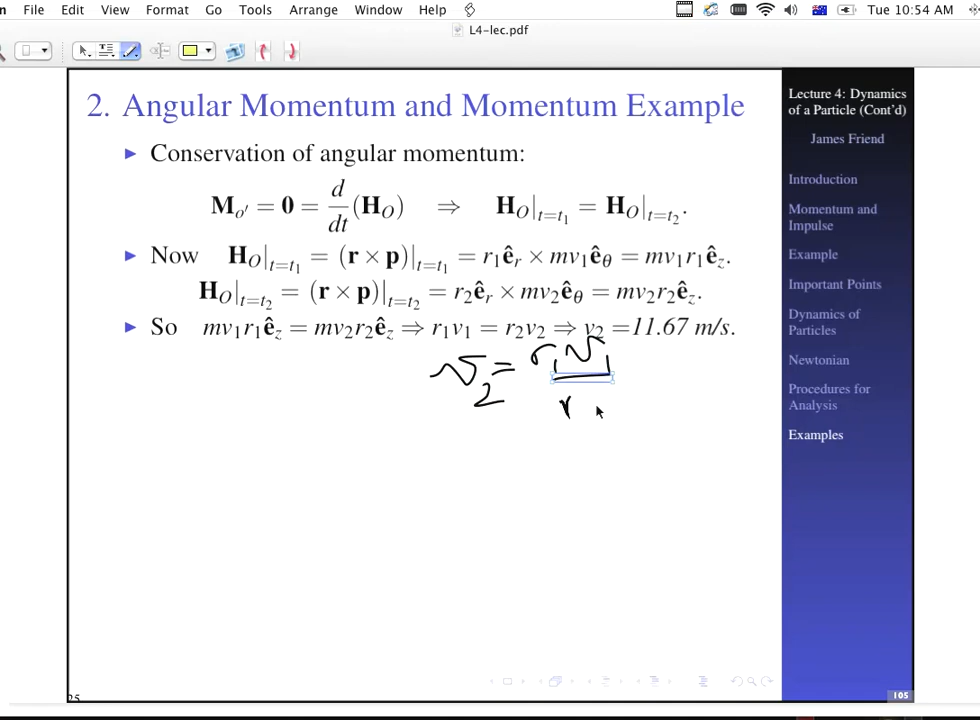 n File Edit View Format Go Tools Arrange Window Help Tue 10:54 AM
L4-lec.pdf
2. Angular Momentum and Momentum Example
▶ Conservation of angular momentum:
M_{o'} = 0 = d/dt (H_O) ⇒ H_O|_{t=t_1} = H_O|_{t=t_2}.
▶ Now H_O|_{t=t_1} = (r × p)|_{t=t_1} = r_1ê_r × mv_1ê_θ = mv_1r_1ê_z.
H_O|_{t=t_2} = (r × p)|_{t=t_2} = r_2ê_r × mv_2ê_θ = mv_2r_2ê_z.
▶ So mv_1r_1ê_z = mv_2r_2ê_z ⇒ r_1v_1 = r_2v_2 ⇒ v_2 =11.67 m/s.
v_2 = r_1v_1
r
Lecture 4: Dynamics
of a Particle (Cont'd)
James Friend
Introduction
Momentum and
Impulse
Example
Important Points
Dynamics of
Particles
Newtonian
Procedures for
Analysis
Examples
25
105